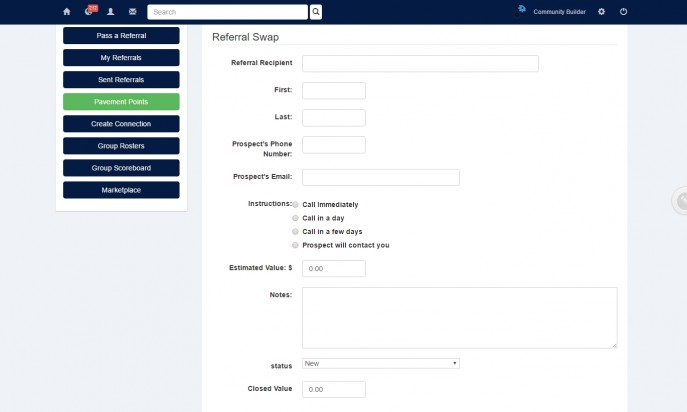 Search
Community Builder
Pass a Referral
My Referrals
Sent Referrals
Pavement Points
Create Connection
Group Rosters
Group Scoreboard
Marketplace
Referral Swap
Referral Recipient
First:
Last:
Prospect's Phone
Number:
Prospect's Email:
Instructions:
Call Immediately
Call in a day
Call in a few days
Prospect will contact you
Estimated Value: $ 0.00
Notes:
status New
Closed Value 0.00